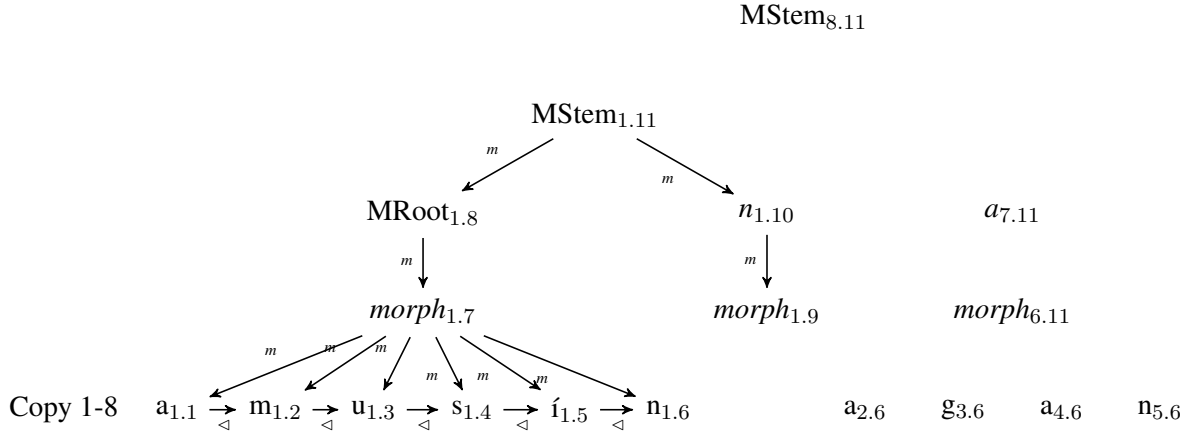 MStem₈.₁₁
MStem₁.₁₁
m m
MRoot₁.₈ n₁.₁₀ a₇.₁₁
m m
morph₁.₇ morph₁.₉ morph₆.₁₁
m m m m m m
Copy 1-8 a₁.₁ m₁.₂ u₁.₃ s₁.₄ í₁.₅ n₁.₆ a₂.₆ g₃.₆ a₄.₆ n₅.₆
◃ ◃ ◃ ◃ ◃